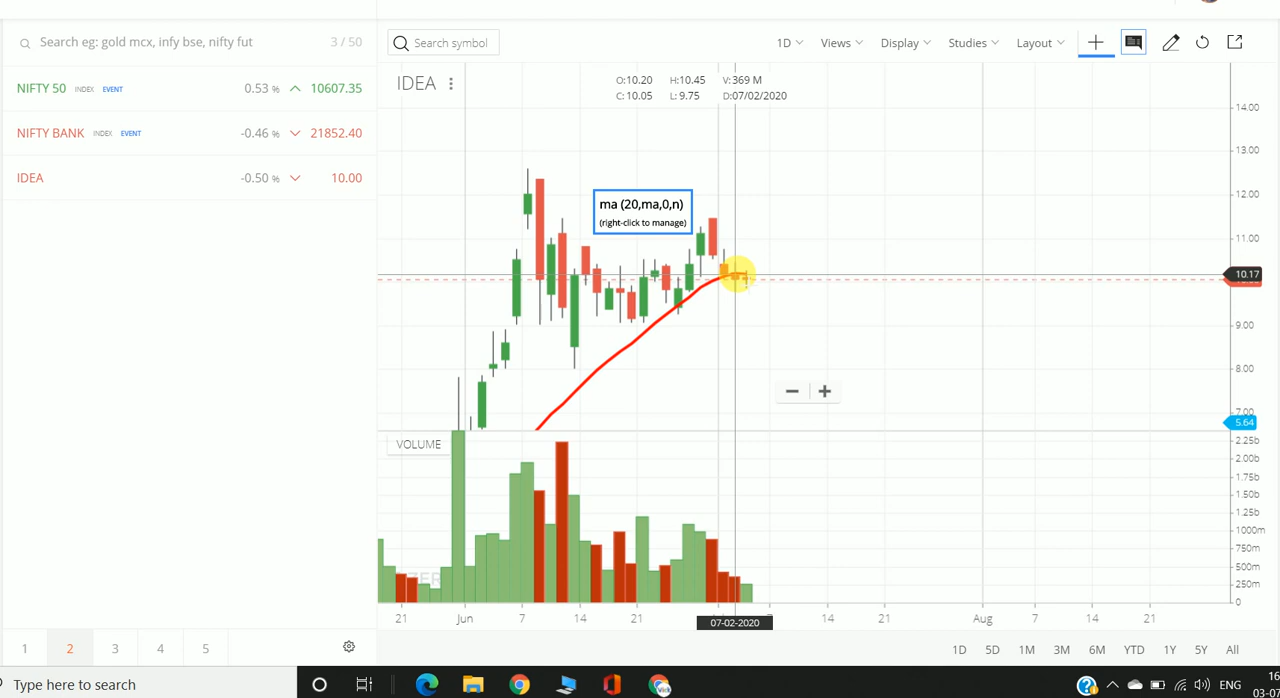 Search eg: gold mcx, infy bse, nifty fut 3 / 50
NIFTY 50 INDEX EVENT 0.53 % 10607.35
NIFTY BANK INDEX EVENT -0.46 % 21852.40
IDEA -0.50 % 10.00
1 2 3 4 5
Search symbol 1D Views Display Studies Layout
IDEA
O:10.20 H:10.45 V:369 M
C:10.05 L: 9.75 D:07/02/2020
ma (20,ma,0,n)
(right-click to manage)
14.00
13.00
12.00
11.00
10.17
9.00
8.00
7.00
5.64
VOLUME
2.25b
2.00b
1.75b
1.50b
1.25b
1000m
750m
500m
250m
0
21 Jun 7 14 21 7 14 21 Aug 7 14 21
07-02-2020
1D 5D 1M 3M 6M YTD 1Y 5Y All
Type here to search
ENG